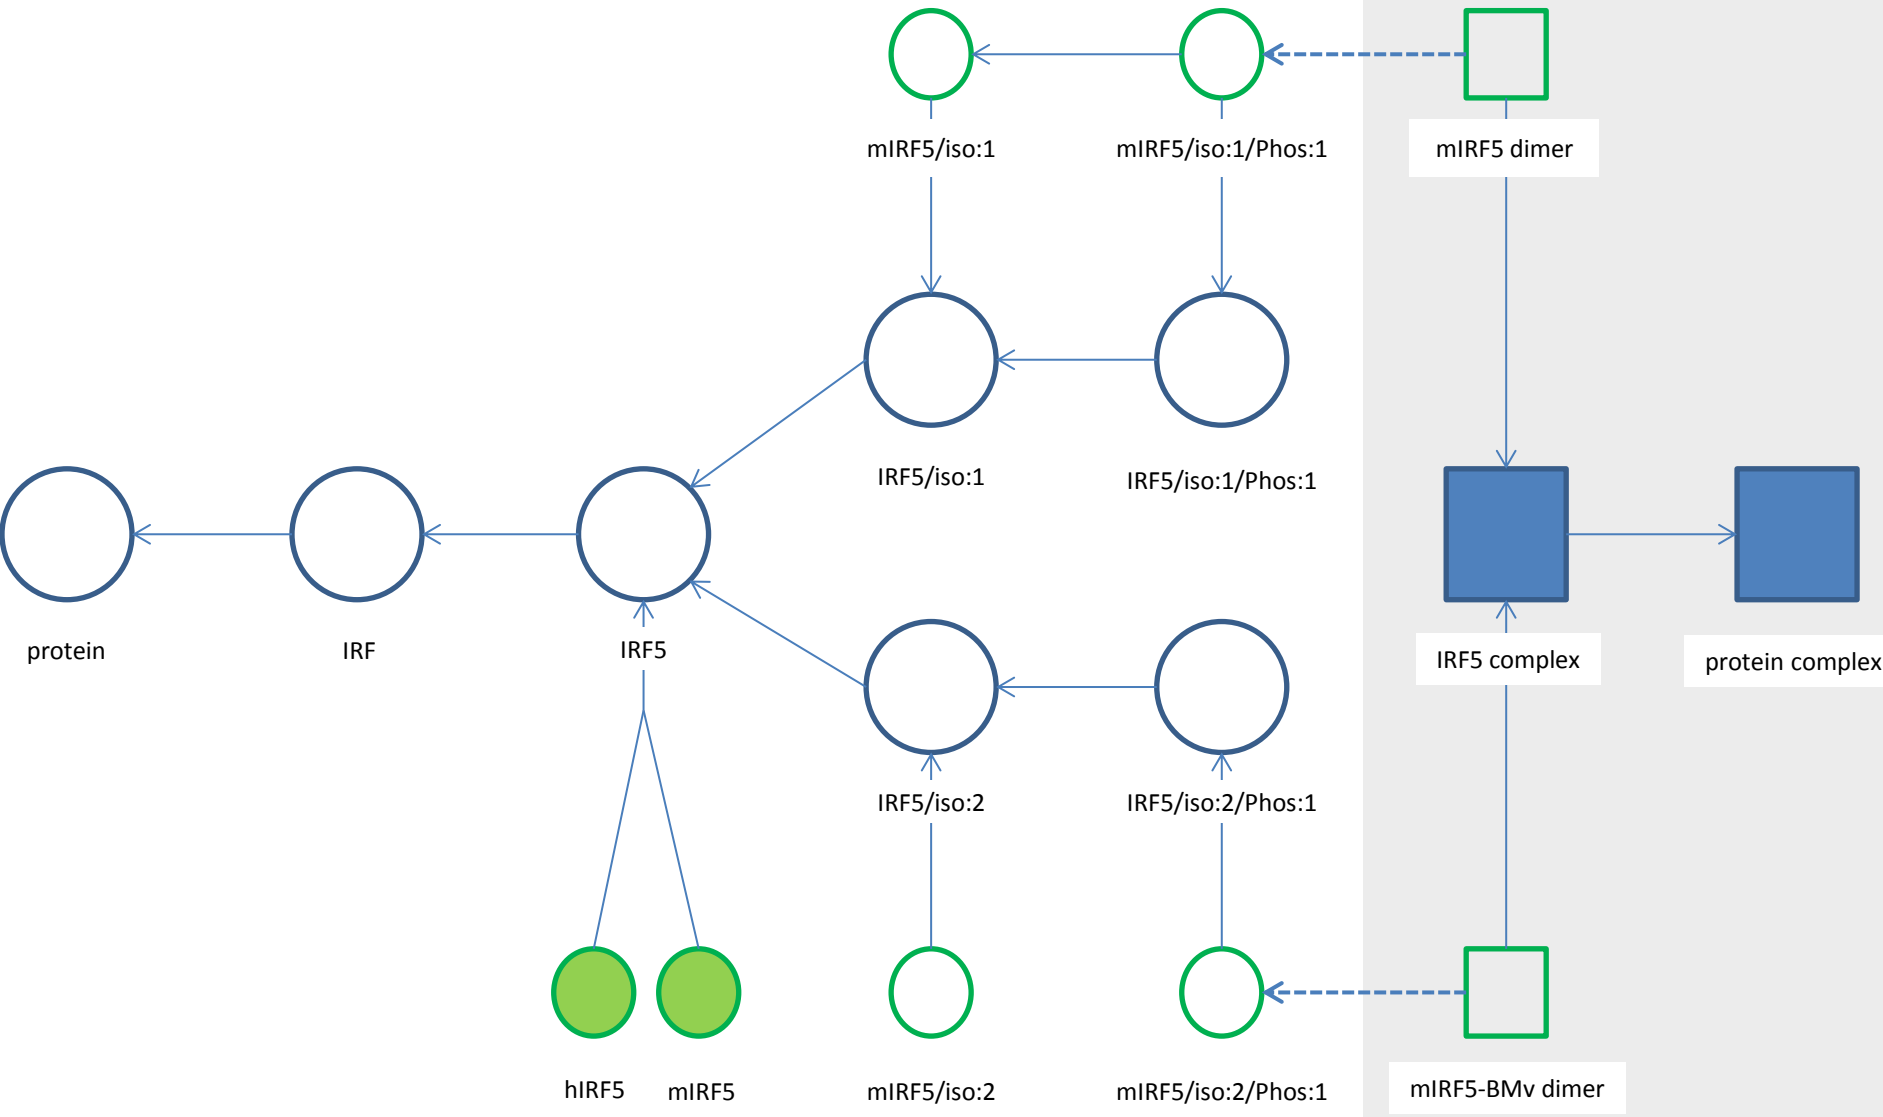 mIRF5/iso:1
mIRF5/iso:1/Phos:1
mIRF5 dimer
IRF5/iso:1
IRF5/iso:1/Phos:1
protein
IRF
IRF5
IRF5 complex
protein complex
IRF5/iso:2
IRF5/iso:2/Phos:1
hIRF5
mIRF5
mIRF5/iso:2
mIRF5/iso:2/Phos:1
mIRF5-BMv dimer